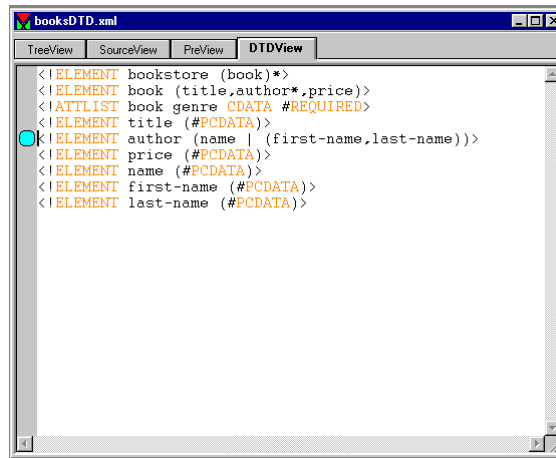 booksDTD.xml
TreeView SourceView PreView DTDView
<!ELEMENT bookstore (book)*>
<!ELEMENT book (title,author*,price)>
<!ATTLIST book genre CDATA #REQUIRED>
<!ELEMENT title (#PCDATA)>
<!ELEMENT author (name | (first-name,last-name))>
<!ELEMENT price (#PCDATA)>
<!ELEMENT name (#PCDATA)>
<!ELEMENT first-name (#PCDATA)>
<!ELEMENT last-name (#PCDATA)>